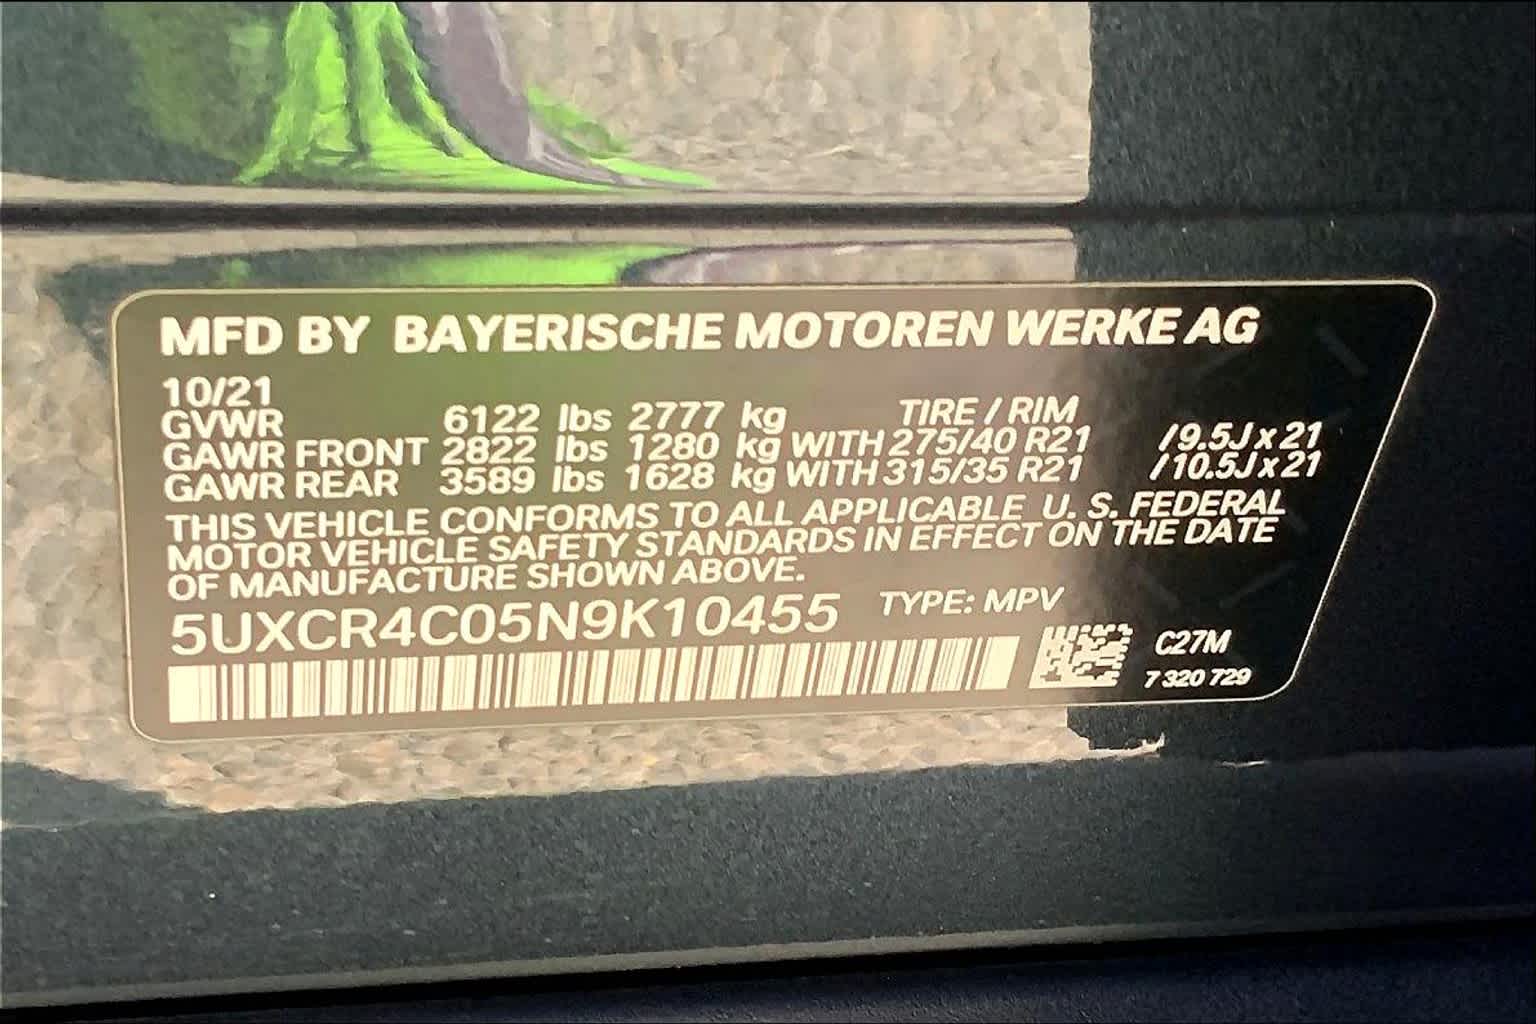 MFD BY BAYERISCHE MOTOREN WERKE AG
10/21
GVWR 6122 lbs 2777 kg TIRE / RIM
GAWR FRONT 2822 lbs 1280 kg WITH 275/40 R21 /9.5J x 21
GAWR REAR 3589 lbs 1628 kg WITH 315/35 R21 /10.5J x 21
THIS VEHICLE CONFORMS TO ALL APPLICABLE U. S. FEDERAL
MOTOR VEHICLE SAFETY STANDARDS IN EFFECT ON THE DATE
OF MANUFACTURE SHOWN ABOVE.
5UXCR4C05N9K10455 TYPE: MPV
C27M
7 320 729